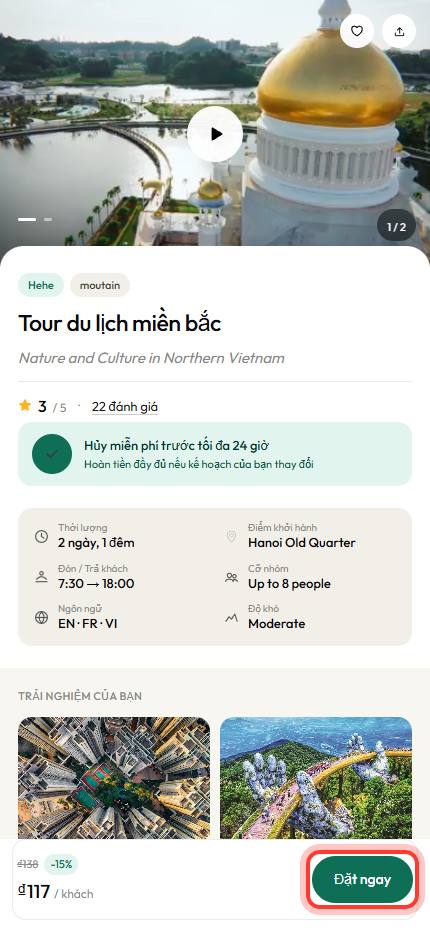 1 / 2
Hehe
moutain
Tour du lịch miền bắc
Nature and Culture in Northern Vietnam
3 / 5 · 22 đánh giá
Hủy miễn phí trước tối đa 24 giờ
Hoàn tiền đầy đủ nếu kế hoạch của bạn thay đổi
Thời lượng
2 ngày, 1 đêm
Điểm khởi hành
Hanoi Old Quarter
Đón / Trả khách
7:30 → 18:00
Cỡ nhóm
Up to 8 people
Ngôn ngữ
EN · FR · VI
Độ khó
Moderate
TRẢI NGHIỆM CỦA BẠN
₫138 -15%
₫117 / khách
Đặt ngay